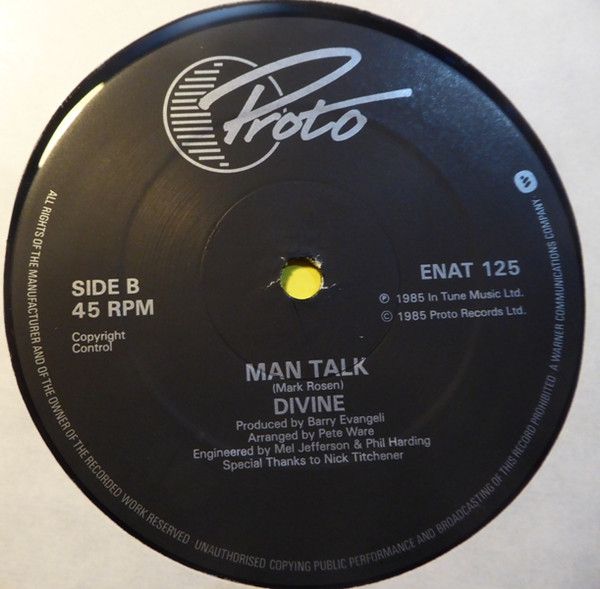 Proto
SIDE B
45 RPM
Copyright
Control
ENAT 125
℗ 1985 In Tune Music Ltd.
© 1985 Proto Records Ltd.
MAN TALK
(Mark Rosen)
DIVINE
Produced by Barry Evangeli
Arranged by Pete Ware
Engineered by Mel Jefferson & Phil Harding
Special Thanks to Nick Titchener
ALL RIGHTS OF THE MANUFACTURER AND OF THE OWNER OF THE RECORDED WORK RESERVED. UNAUTHORISED COPYING PUBLIC PERFORMANCE AND BROADCASTING OF THIS RECORD PROHIBITED. A WARNER COMMUNICATIONS COMPANY.